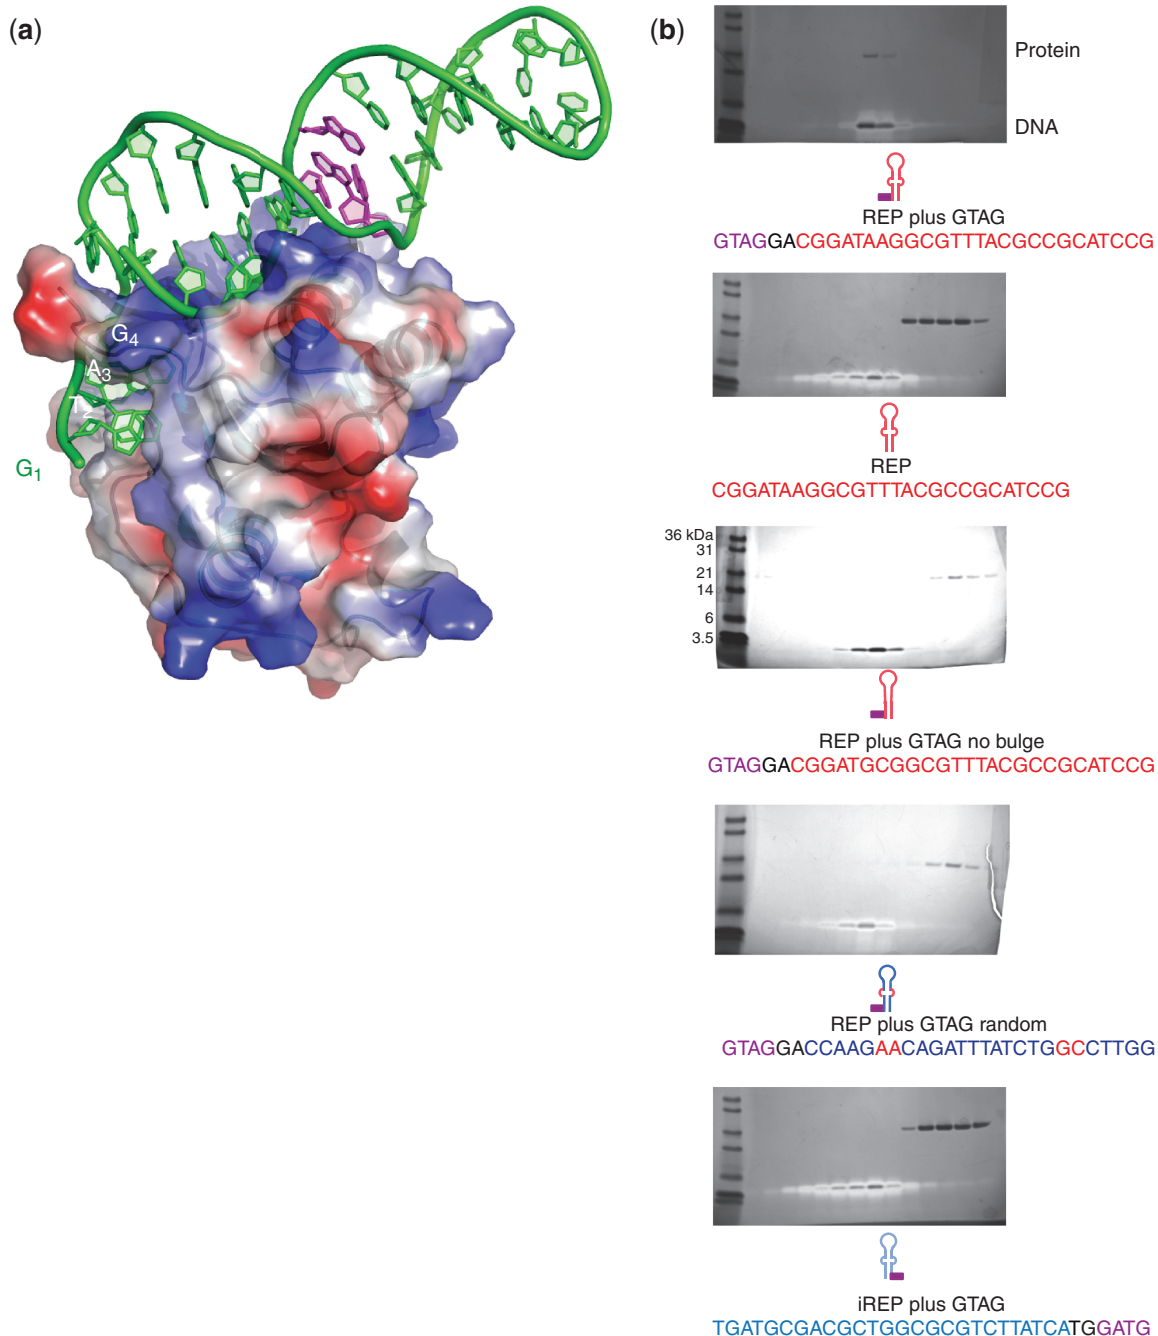 (a)
G4
A3
T2
G1
(b)
Protein
DNA
REP plus GTAG
GTAGGACGGATAAGGCGTTTACGCCGCATCCG
REP
CGGATAAGGCGTTTACGCCGCATCCG
36 kDa
31
21
14
6
3.5
REP plus GTAG no bulge
GTAGGACGGATGCGGCGTTTACGCCGCATCCG
REP plus GTAG random
GTAGGACCAAGAACAGATTTATCTGGCCTTGG
iREP plus GTAG
TGATGCGACGCTGGCGCGTCTTATCATGGATG